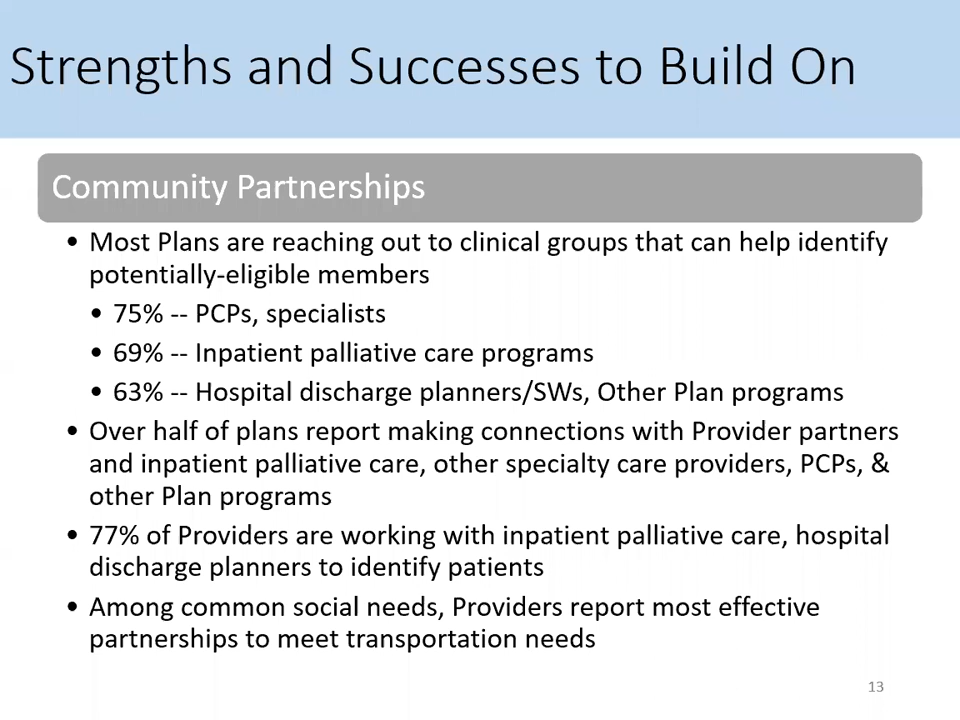 Strengths and Successes to Build On
Community Partnerships
• Most Plans are reaching out to clinical groups that can help identify
potentially-eligible members
• 75% -- PCPs, specialists
• 69% -- Inpatient palliative care programs
• 63% -- Hospital discharge planners/SWs, Other Plan programs
• Over half of plans report making connections with Provider partners
and inpatient palliative care, other specialty care providers, PCPs, &
other Plan programs
• 77% of Providers are working with inpatient palliative care, hospital
discharge planners to identify patients
• Among common social needs, Providers report most effective
partnerships to meet transportation needs
13